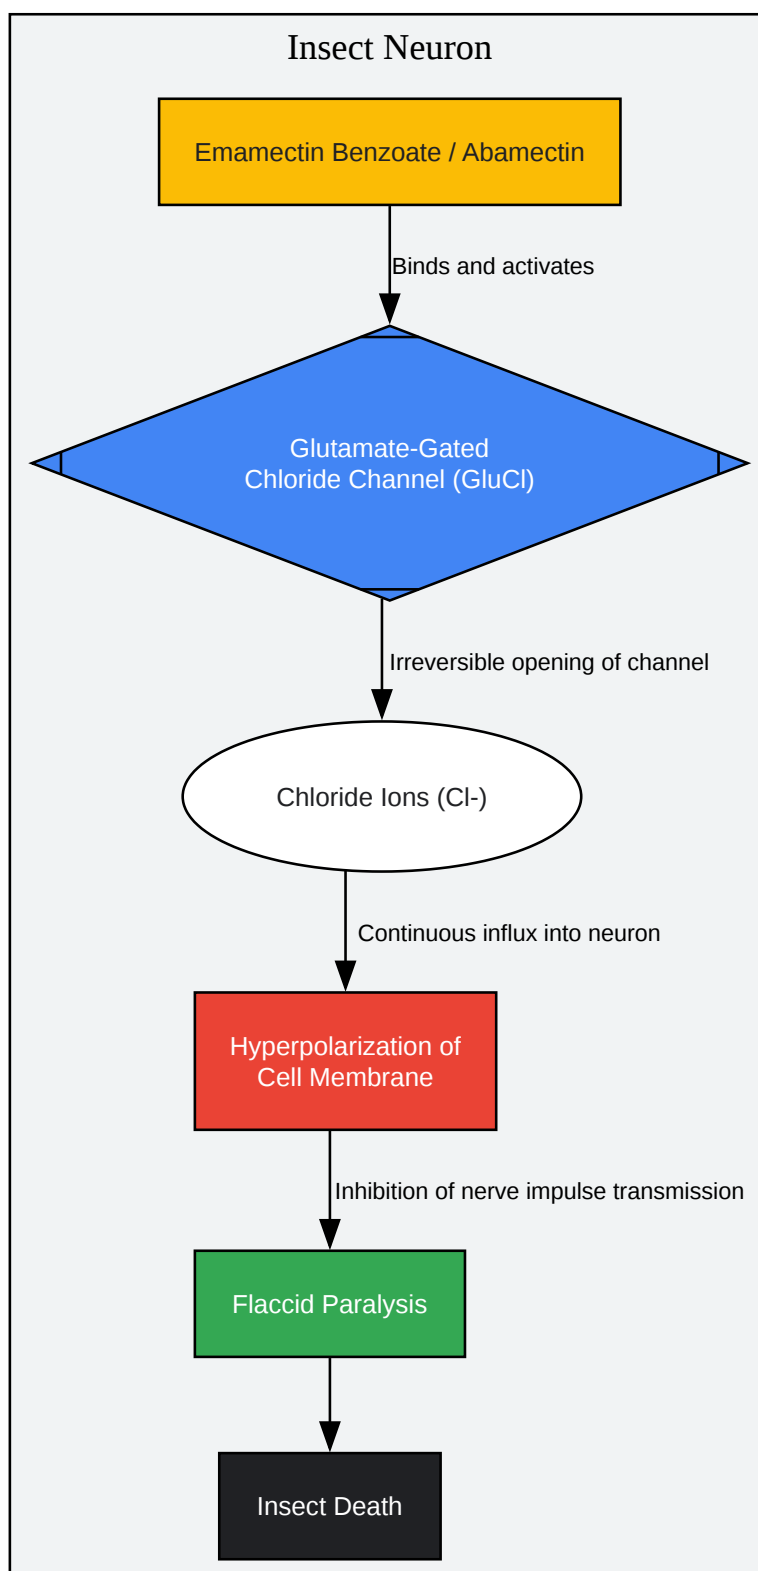 Insect Neuron
Emamectin Benzoate / Abamectin
Binds and activates
Glutamate-Gated
Chloride Channel (GluCl)
Irreversible opening of channel
Chloride Ions (Cl-)
Continuous influx into neuron
Hyperpolarization of
Cell Membrane
Inhibition of nerve impulse transmission
Flaccid Paralysis
Insect Death